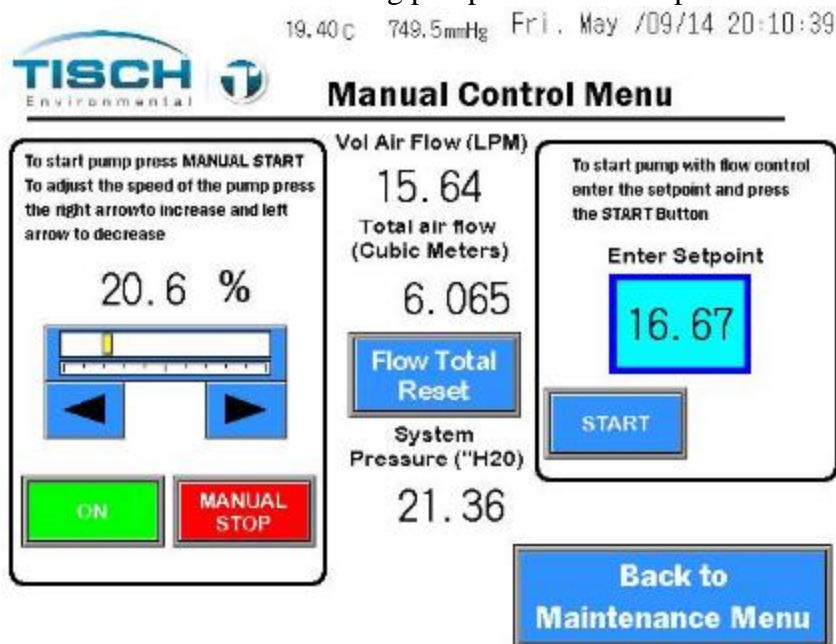 19.40 C 749.5mmHg Fri. May /09/14 20:10:39
TISCH
Environmental
Manual Control Menu
To start pump press MANUAL START
To adjust the speed of the pump press
the right arrowto increase and left
arrow to decrease
20.6 %
ON
MANUAL
STOP
Vol Air Flow (LPM)
15.64
Total air flow
(Cubic Meters)
6.065
Flow Total
Reset
System
Pressure ("H20)
21.36
To start pump with flow control
enter the setpoint and press
the START Button
Enter Setpoint
16.67
START
Back to
Maintenance Menu